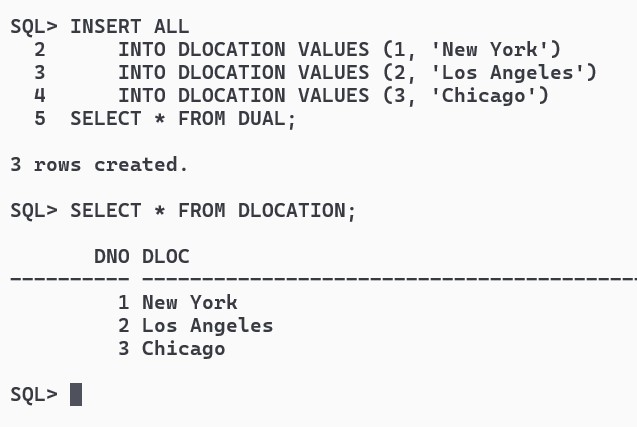 SQL> INSERT ALL
  2      INTO DLOCATION VALUES (1, 'New York')
  3      INTO DLOCATION VALUES (2, 'Los Angeles')
  4      INTO DLOCATION VALUES (3, 'Chicago')
  5  SELECT * FROM DUAL;
3 rows created.
SQL> SELECT * FROM DLOCATION;
       DNO DLOC
---------- ------------------------------------------
         1 New York
         2 Los Angeles
         3 Chicago
SQL>